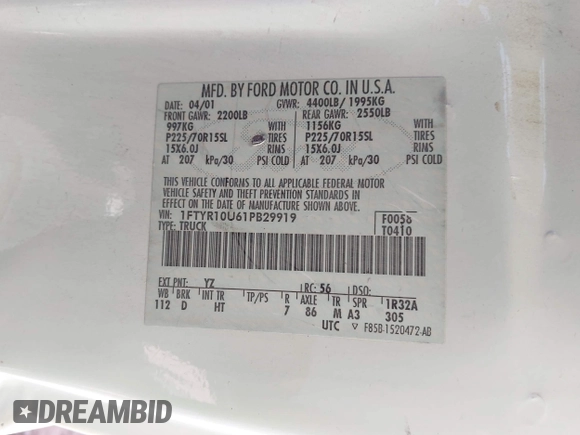 MFD. BY FORD MOTOR CO. IN U.S.A.
DATE: 04/01 GVWR: 4400LB/ 1995KG
FRONT GAWR: 2200LB REAR GAWR: 2550LB
997KG WITH 1156KG WITH
P225/70R15SL TIRES P225/70R15SL TIRES
15X6.0J RIMS 15X6.0J RIMS
AT 207 kPa/30 PSI COLD AT 207 kPa/30 PSI COLD
THIS VEHICLE CONFORMS TO ALL APPLICABLE FEDERAL MOTOR
VEHICLE SAFETY AND THEFT PREVENTION STANDARDS IN
EFFECT ON THE DATE OF MANUFACTURE SHOWN ABOVE.
VIN: 1FTYR10U61PB29919 F0058
TYPE: TRUCK T0410
EXT PNT: YZ RC: 56 DSO:
WB BRK INT TR TP/PS R AXLE TR SPR 1R32A
112 D HT 7 86 M A3 305
UTC ▽ F85B-1520472-AB
DREAMBID